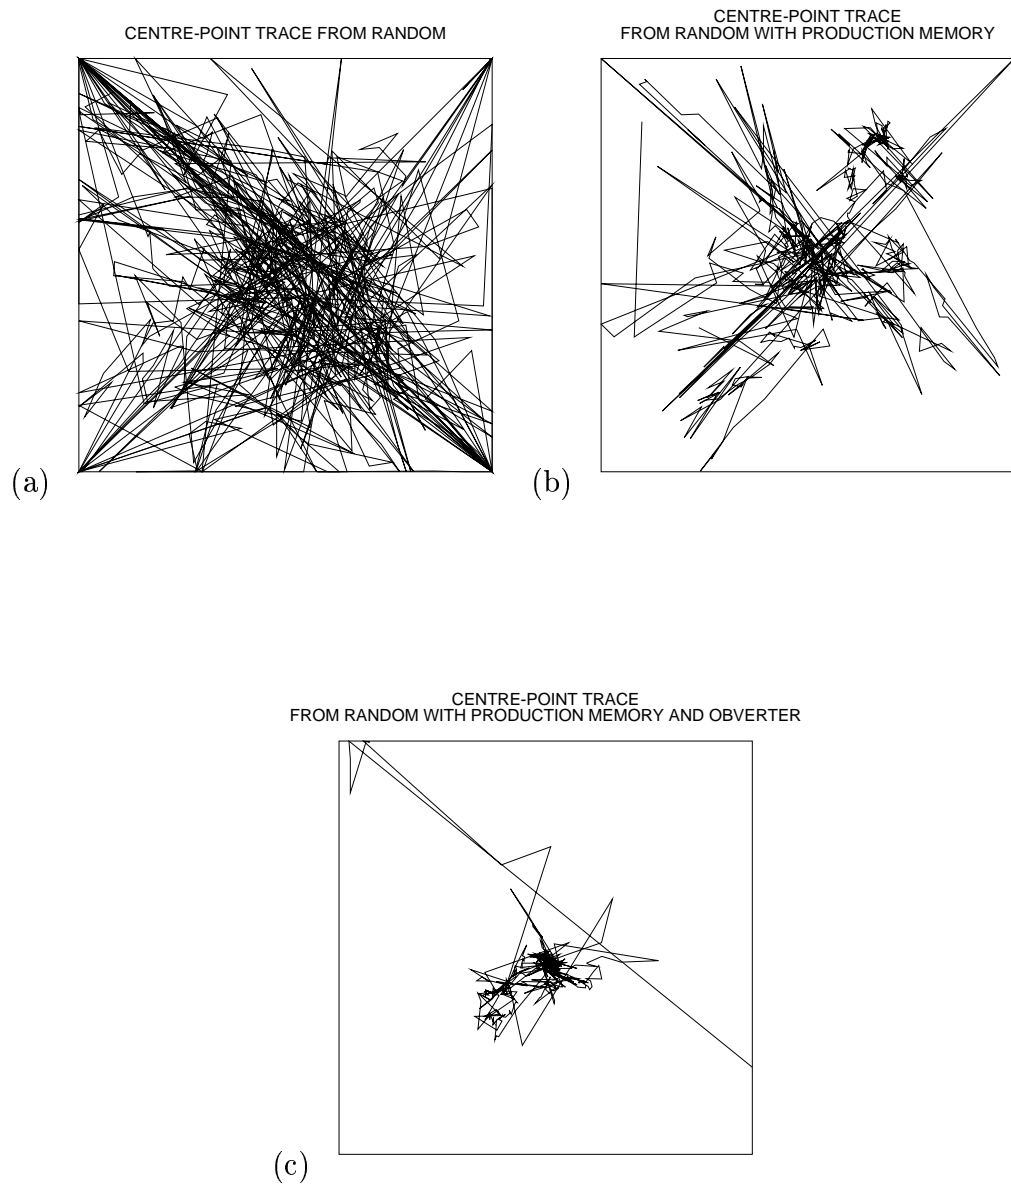 CENTRE-POINT TRACE FROM RANDOM
(a)
CENTRE-POINT TRACE
FROM RANDOM WITH PRODUCTION MEMORY
(b)
CENTRE-POINT TRACE
FROM RANDOM WITH PRODUCTION MEMORY AND OBVERTER
(c)